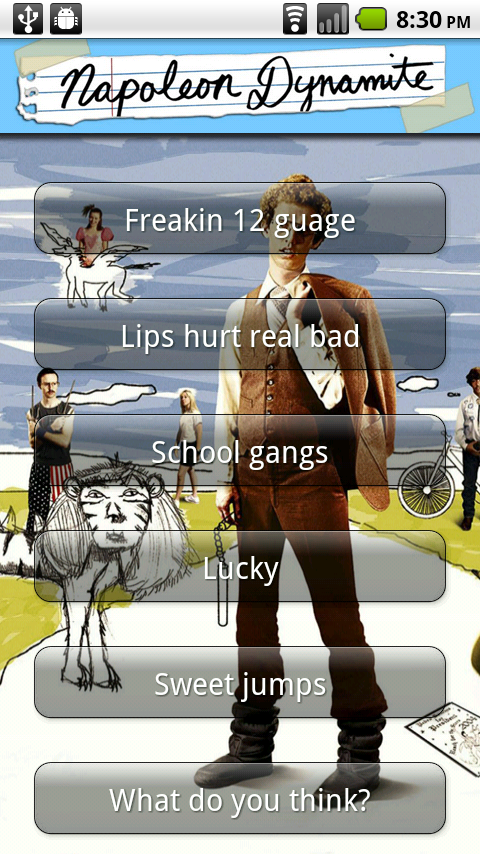 8:30 PM
Napoleon Dynamite
Freakin 12 guage
Lips hurt real bad
School gangs
Lucky
Sweet jumps
What do you think?